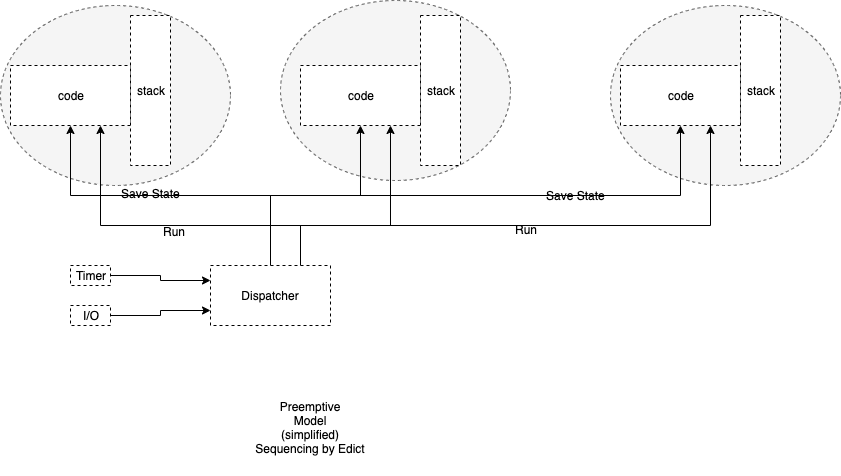 code
stack
code
stack
code
stack
Save State
Save State
Run
Run
Timer
I/O
Dispatcher
Preemptive
Model
(simplified)
Sequencing by Edict